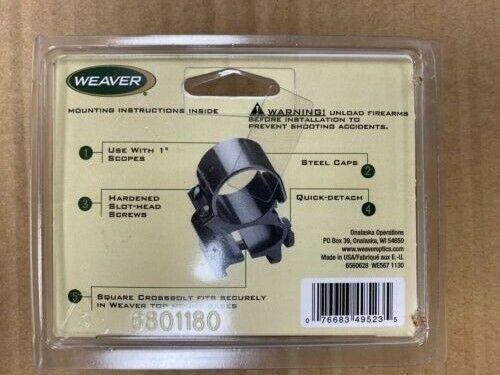 WEAVER
®
MOUNTING INSTRUCTIONS INSIDE
WARNING! UNLOAD FIREARMS
BEFORE INSTALLATION TO
PREVENT SHOOTING ACCIDENTS.
1
USE WITH 1"
SCOPES
STEEL CAPS
2
3
HARDENED
SLOT-HEAD
SCREWS
QUICK-DETACH
4
Onalaska Operations
PO Box 39, Onalaska, WI 54650
www.weaveroptics.com
Made in USA/Fabriqué aux E.-U.
6560628 WE567 1130
5
SQUARE CROSSBOLT FITS SECURELY
IN WEAVER TOP MOUNT BASES
6801180
0 76683 49523 5